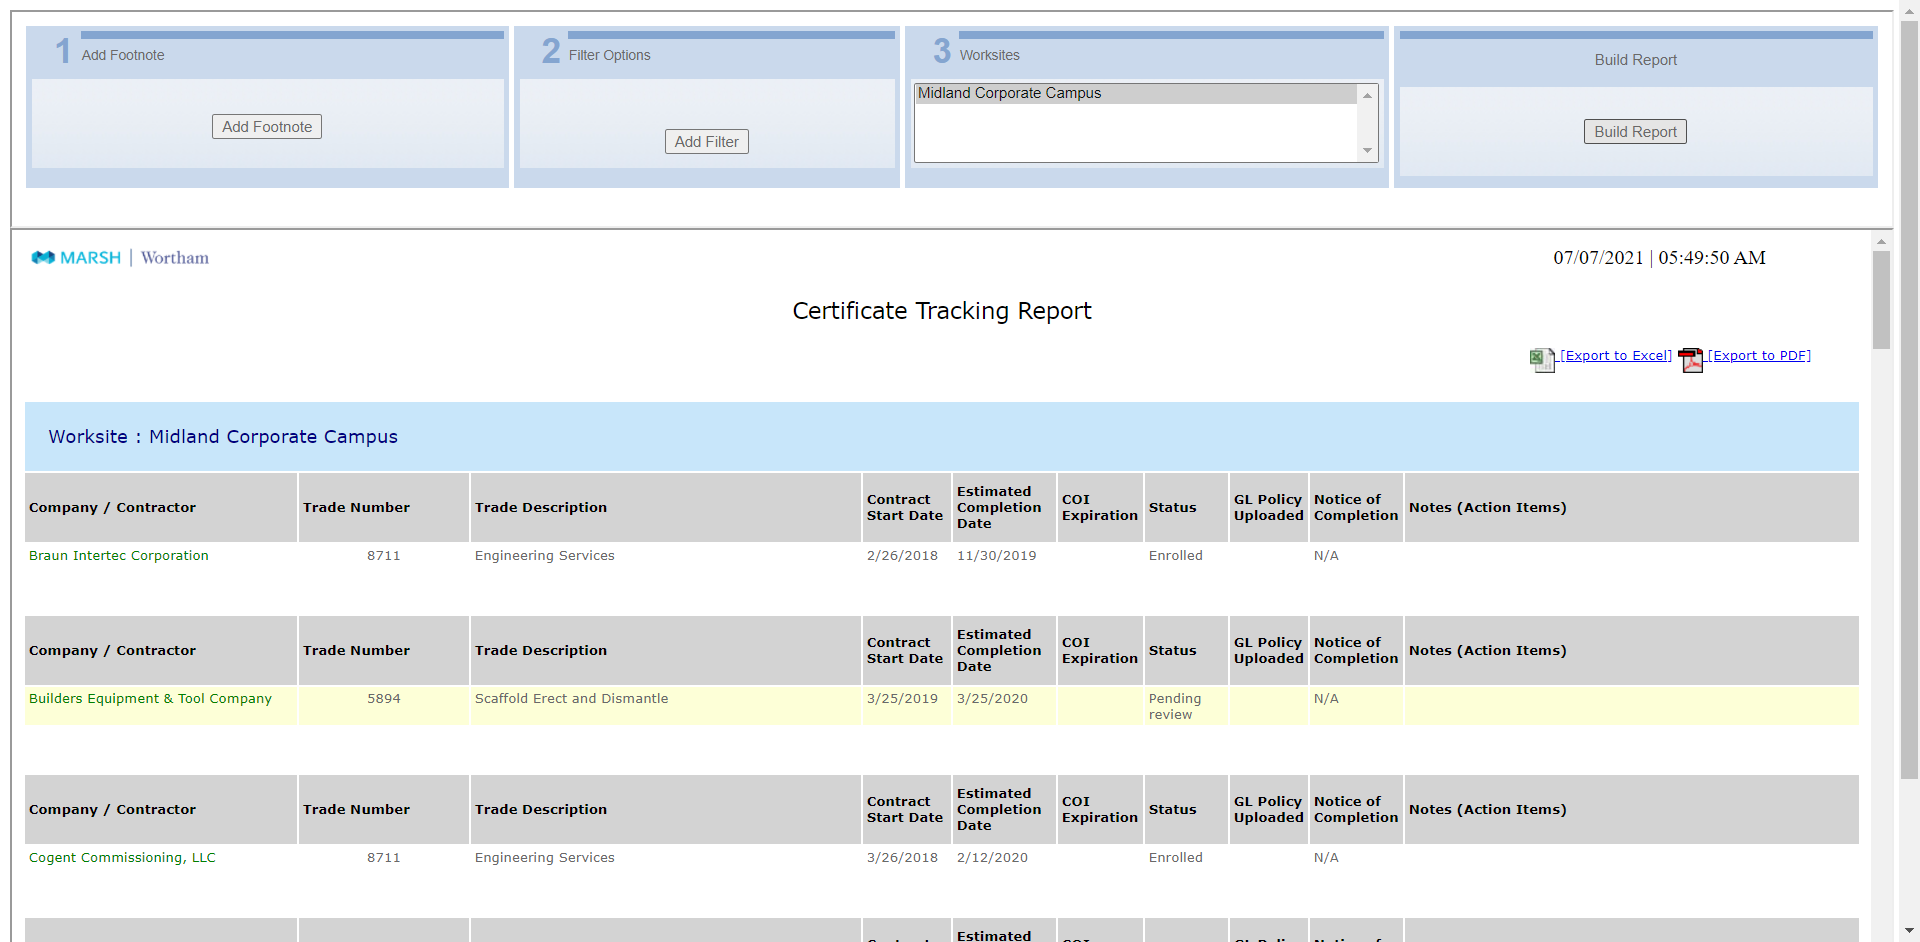 1 Add Footnote
Add Footnote
2 Filter Options
Add Filter
3 Worksites
Midland Corporate Campus
Build Report
Build Report
MARSH | Wortham
07/07/2021 | 05:49:50 AM
Certificate Tracking Report
[Export to Excel] [Export to PDF]
Worksite : Midland Corporate Campus
Company / Contractor Trade Number Trade Description Contract Start Date Estimated Completion Date COI Expiration Status GL Policy Uploaded Notice of Completion Notes (Action Items)
Braun Intertec Corporation 8711 Engineering Services 2/26/2018 11/30/2019 Enrolled N/A
Company / Contractor Trade Number Trade Description Contract Start Date Estimated Completion Date COI Expiration Status GL Policy Uploaded Notice of Completion Notes (Action Items)
Builders Equipment & Tool Company 5894 Scaffold Erect and Dismantle 3/25/2019 3/25/2020 Pending review N/A
Company / Contractor Trade Number Trade Description Contract Start Date Estimated Completion Date COI Expiration Status GL Policy Uploaded Notice of Completion Notes (Action Items)
Cogent Commissioning, LLC 8711 Engineering Services 3/26/2018 2/12/2020 Enrolled N/A
Estimated